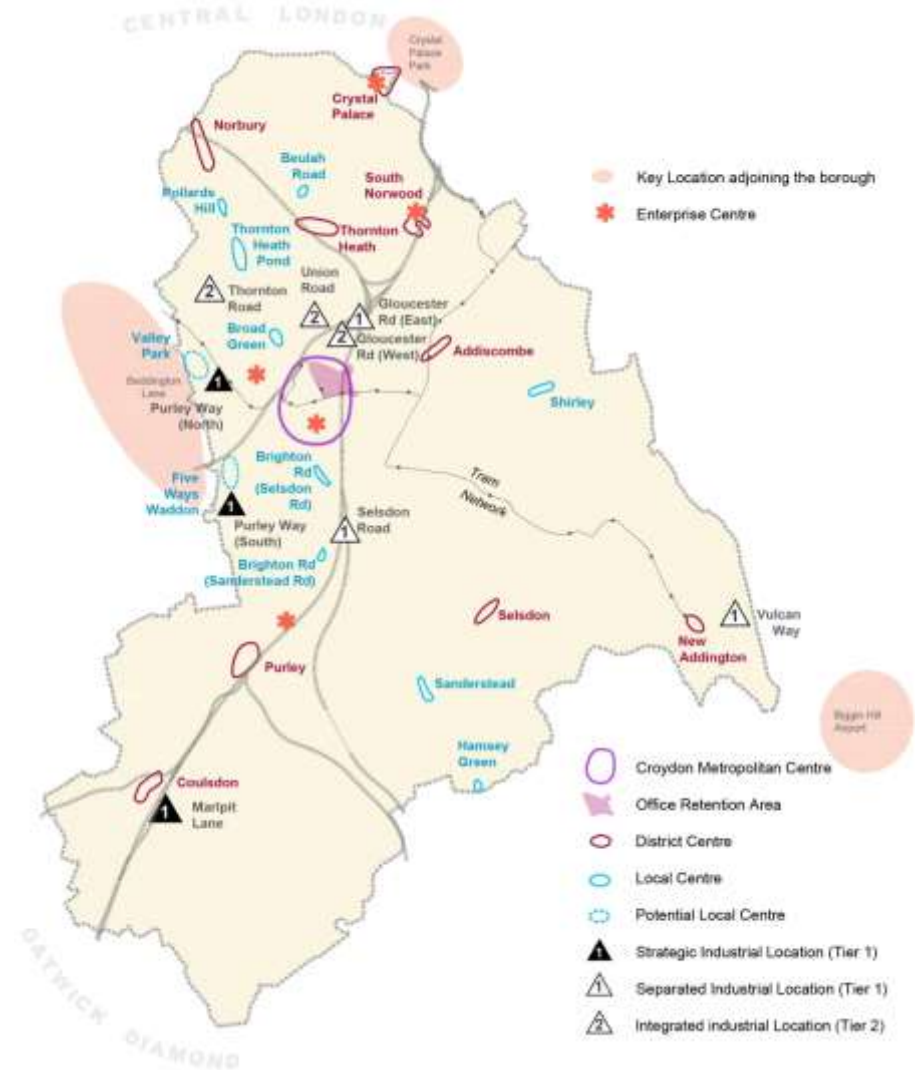 CENTRAL LONDON
Crystal
Palace
Park
Crystal
Palace
Norbury
Beulah
Road
South
Norwood
Pollards
Hill
Thornton
Heath
Thornton
Heath
Pond
Union
Road
2
Thornton
Road
2
1
Gloucester
Rd (East)
2
Gloucester
Rd (West)
Broad
Green
Valley
Park
Addiscombe
Beddington
Lane
1
Purley Way
(North)
Shirley
Brighton
Rd
(Selsdon
Rd)
Five
Ways
Waddon
1
Purley Way
(South)
Selsdon
Road
1
Tram
Network
Brighton Rd
(Sanderstead Rd)
Selsdon
1
Vulcan
Way
New
Addington
Purley
Sanderstead
Biggin Hill
Airport
Hamsey
Green
Coulsdon
1
Marlpit
Lane
GATWICK DIAMOND
Key Location adjoining the borough
Enterprise Centre
Croydon Metropolitan Centre
Office Retention Area
District Centre
Local Centre
Potential Local Centre
1 Strategic Industrial Location (Tier 1)
1 Separated Industrial Location (Tier 1)
2 Integrated industrial Location (Tier 2)